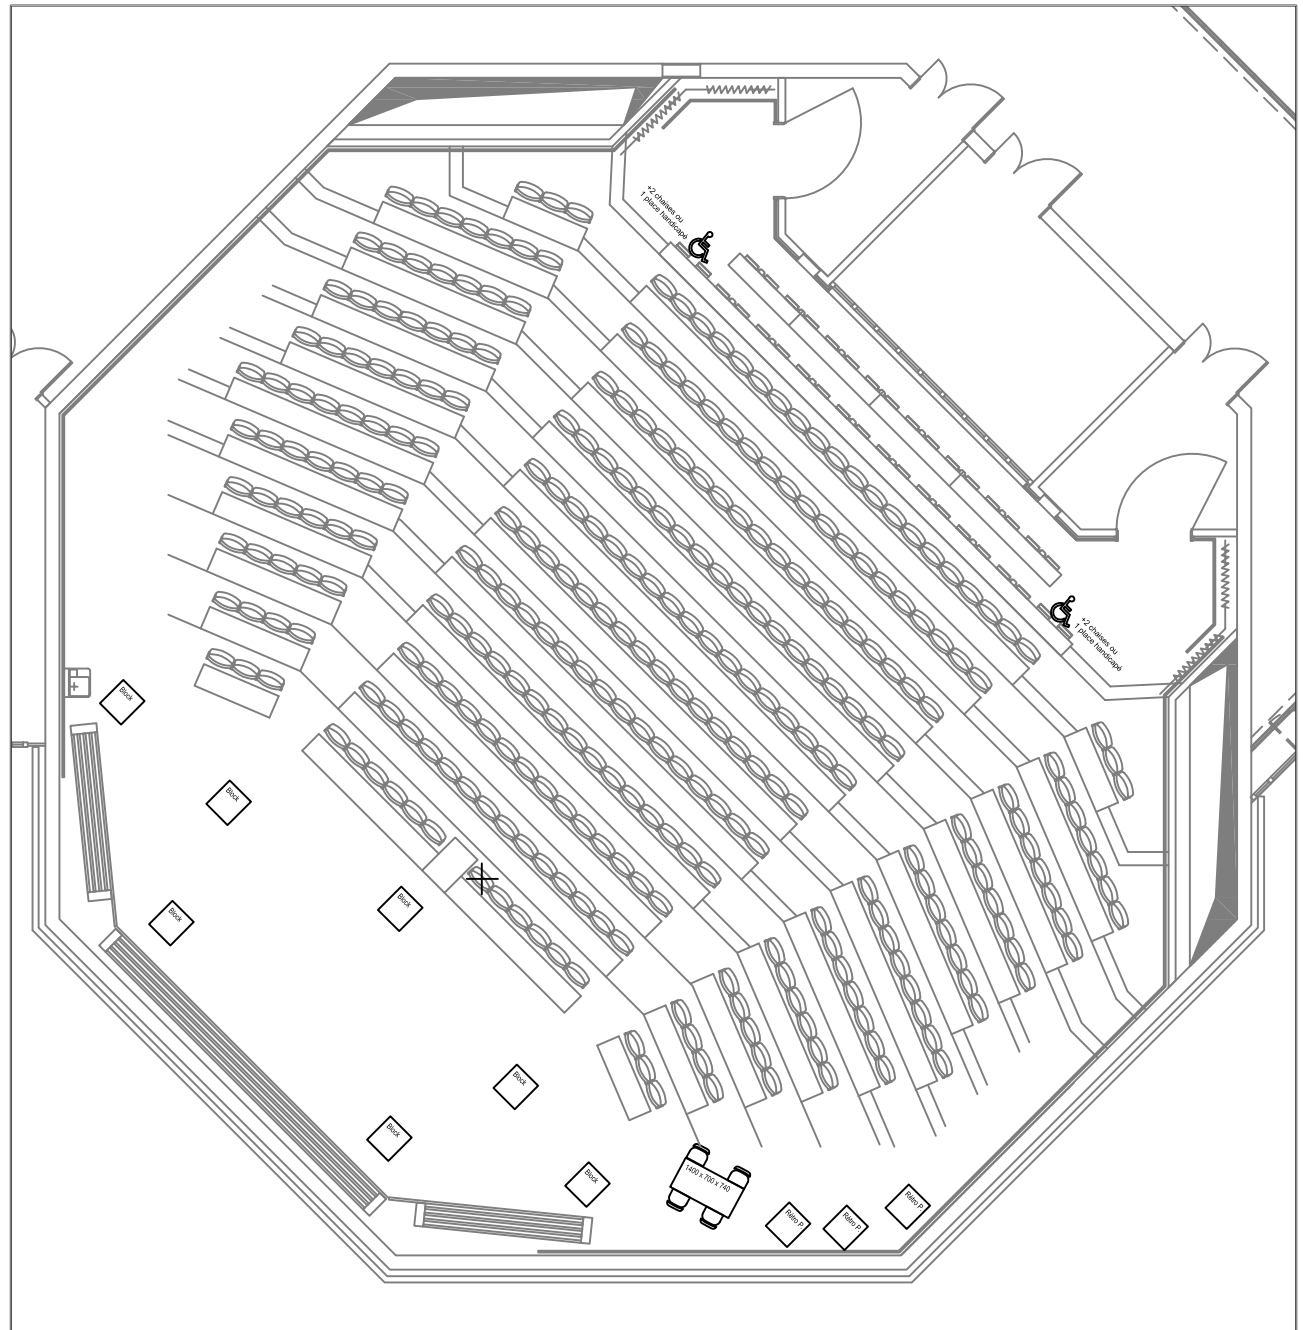 +2 chaises ou
1 place handicapé
+2 chaises ou
1 place handicapé
Block
Block
Block
Block
Block
Block
Block
1400 x 700 x 740
Rétro P.
Rétro P.
Rétro P.